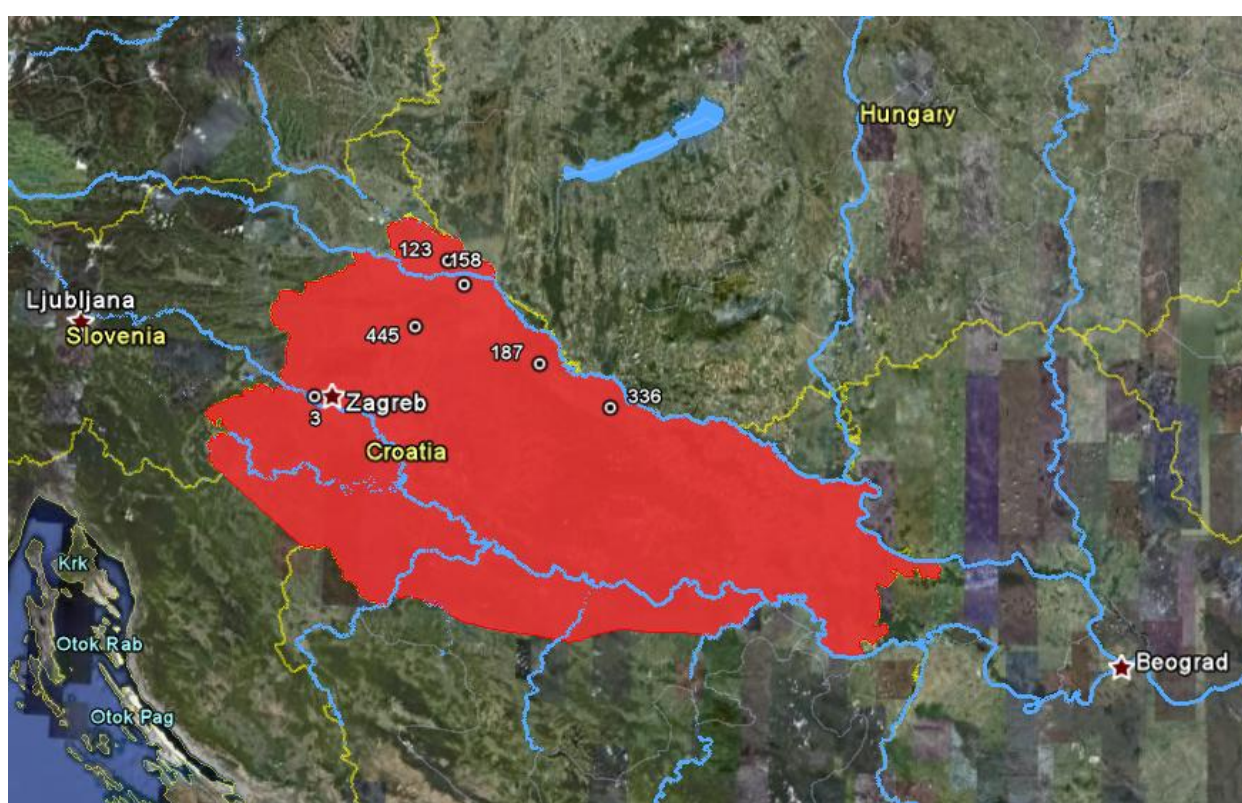 Hungary
123
158
Ljubljana
Slovenia
445
187
336
Zagreb
3
Croatia
Krk
Otok Rab
Beograd
Otok Pag